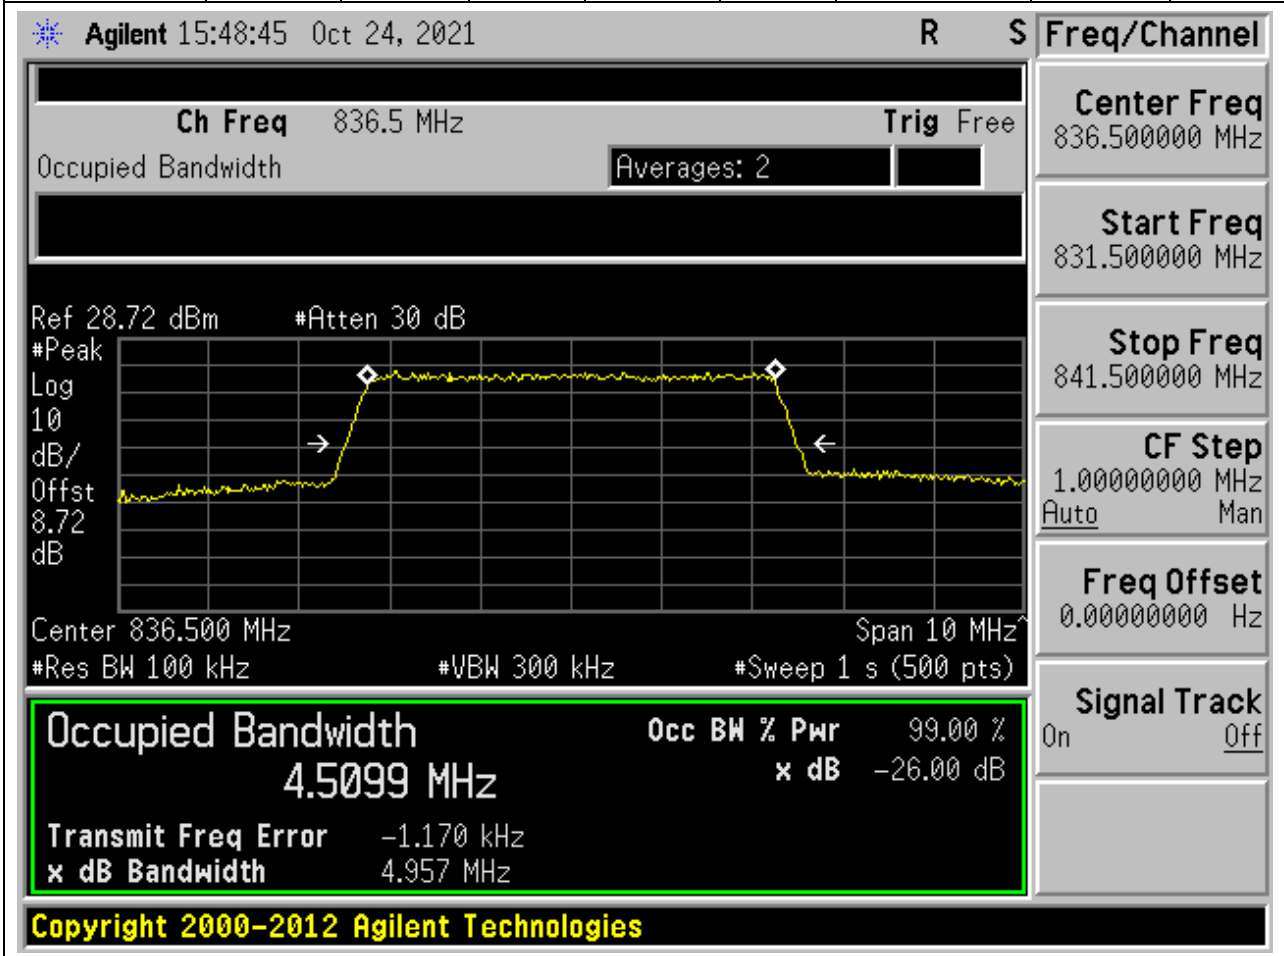 Agilent 15:48:45 Oct 24, 2021 R S
Freq/Channel
Ch Freq 836.5 MHz Trig Free
Occupied Bandwidth Averages: 2
Center Freq
836.500000 MHz
Start Freq
831.500000 MHz
Stop Freq
841.500000 MHz
CF Step
1.00000000 MHz
Auto Man
Freq Offset
0.00000000 Hz
Signal Track
On Off
Ref 28.72 dBm #Atten 30 dB
#Peak
Log
10
dB/
Offst
8.72
dB
Center 836.500 MHz Span 10 MHz^
#Res BW 100 kHz #VBW 300 kHz #Sweep 1 s (500 pts)
Occupied Bandwidth Occ BW % Pwr 99.00 %
4.5099 MHz x dB -26.00 dB
Transmit Freq Error -1.170 kHz
x dB Bandwidth 4.957 MHz
Copyright 2000-2012 Agilent Technologies